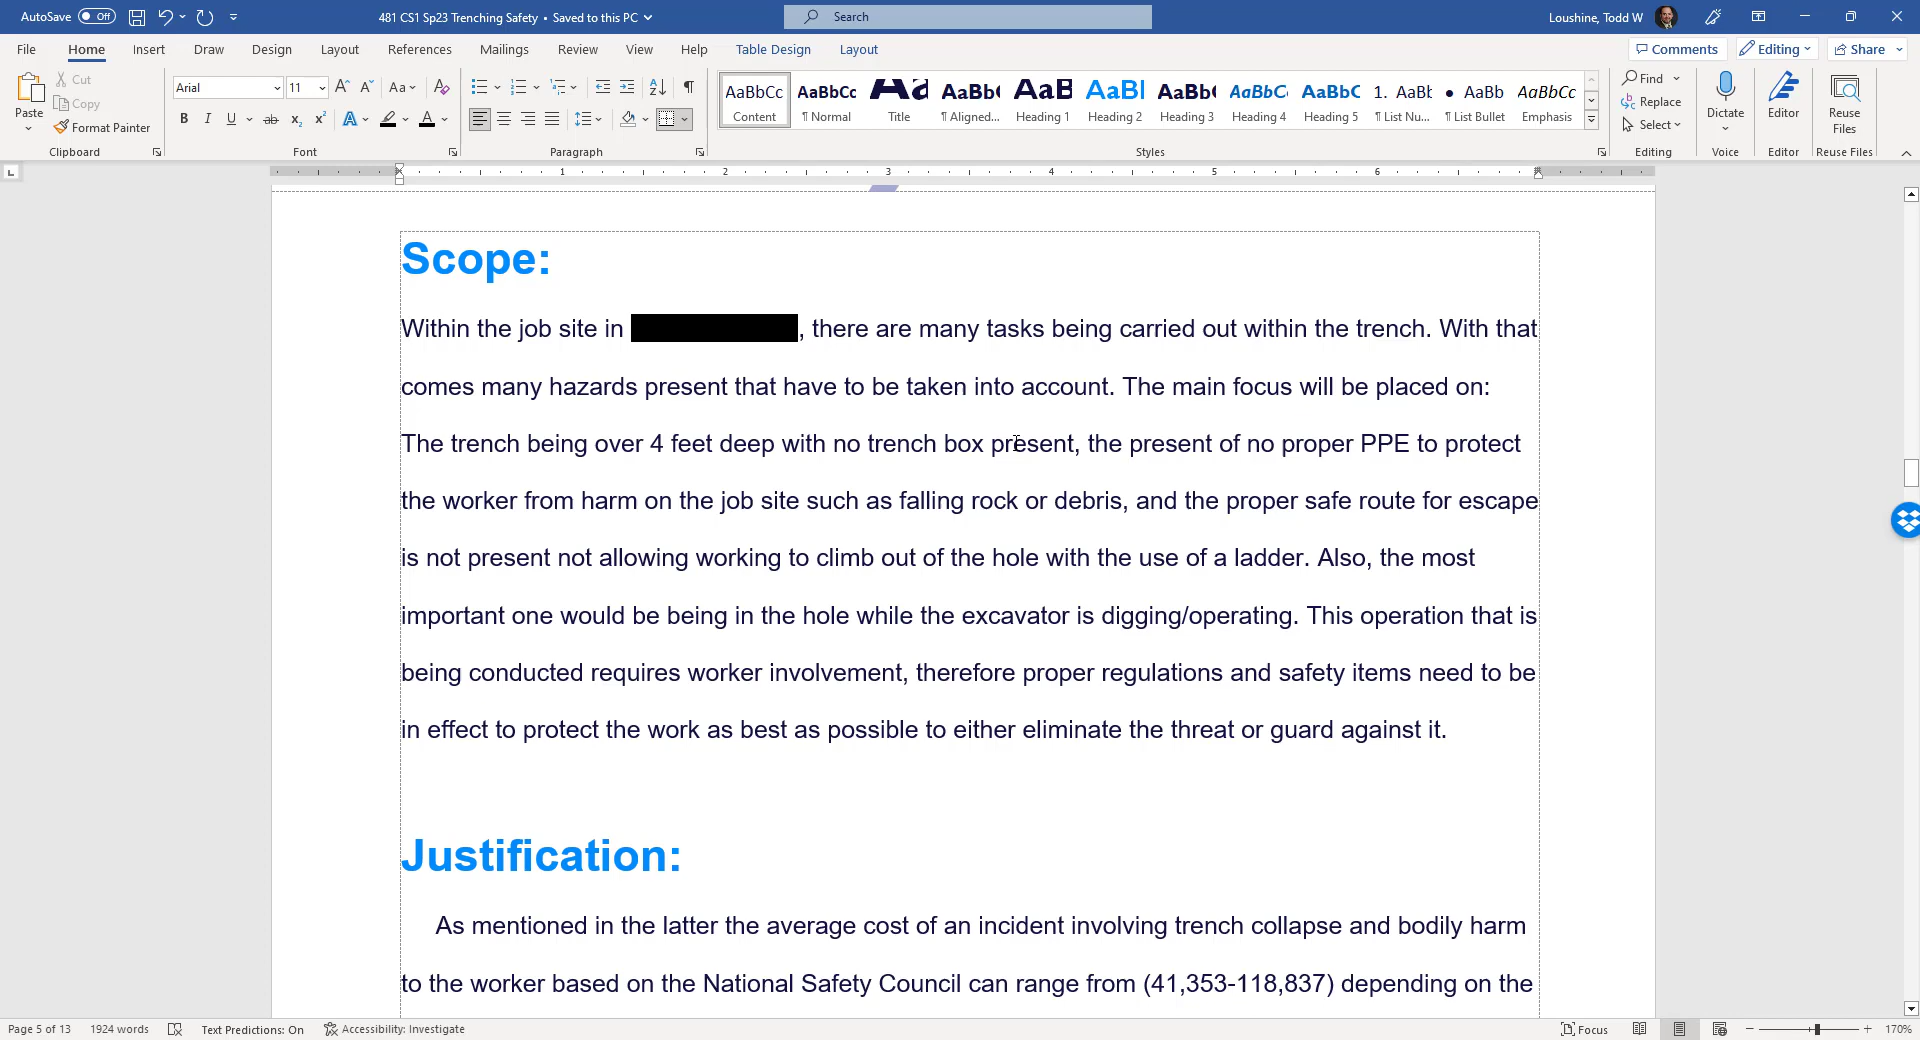 AutoSave Off 481 CS1 Sp23 Trenching Safety • Saved to this PC Search Loushine, Todd W
File Home Insert Draw Design Layout References Mailings Review View Help Table Design Layout Comments Editing Share
Paste Cut Copy Format Painter Clipboard
Arial 11 A A Aa A
B I U ab x₂ x² A A Font
Paragraph
AaBbCc AaBbCc Aa AaBb( AaB AaBl AaBb( AaBbC AaBbC 1. AaBb • AaBb AaBbCc
Content ¶ Normal Title ¶ Aligned... Heading 1 Heading 2 Heading 3 Heading 4 Heading 5 ¶ List Nu... ¶ List Bullet Emphasis
Styles
Find Replace Select Editing
Dictate Voice
Editor Editor
Reuse Files Reuse Files
1 2 3 4 5 6
Scope:
Within the job site in , there are many tasks being carried out within the trench. With that
comes many hazards present that have to be taken into account. The main focus will be placed on:
The trench being over 4 feet deep with no trench box present, the present of no proper PPE to protect
the worker from harm on the job site such as falling rock or debris, and the proper safe route for escape
is not present not allowing working to climb out of the hole with the use of a ladder. Also, the most
important one would be being in the hole while the excavator is digging/operating. This operation that is
being conducted requires worker involvement, therefore proper regulations and safety items need to be
in effect to protect the work as best as possible to either eliminate the threat or guard against it.
Justification:
As mentioned in the latter the average cost of an incident involving trench collapse and bodily harm
to the worker based on the National Safety Council can range from (41,353-118,837) depending on the
Page 5 of 13 1924 words Text Predictions: On Accessibility: Investigate Focus 170%